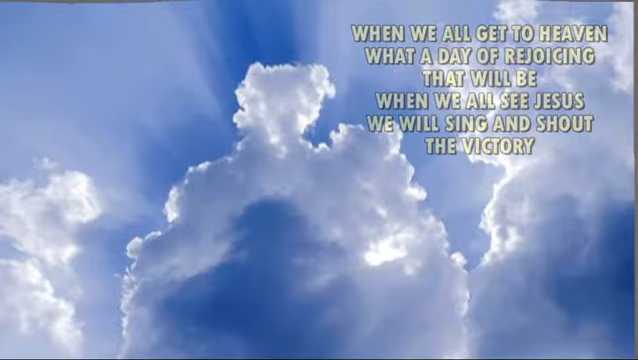 WHEN WE ALL GET TO HEAVEN
WHAT A DAY OF REJOICING
THAT WILL BE
WHEN WE ALL SEE JESUS
WE WILL SING AND SHOUT
THE VICTORY